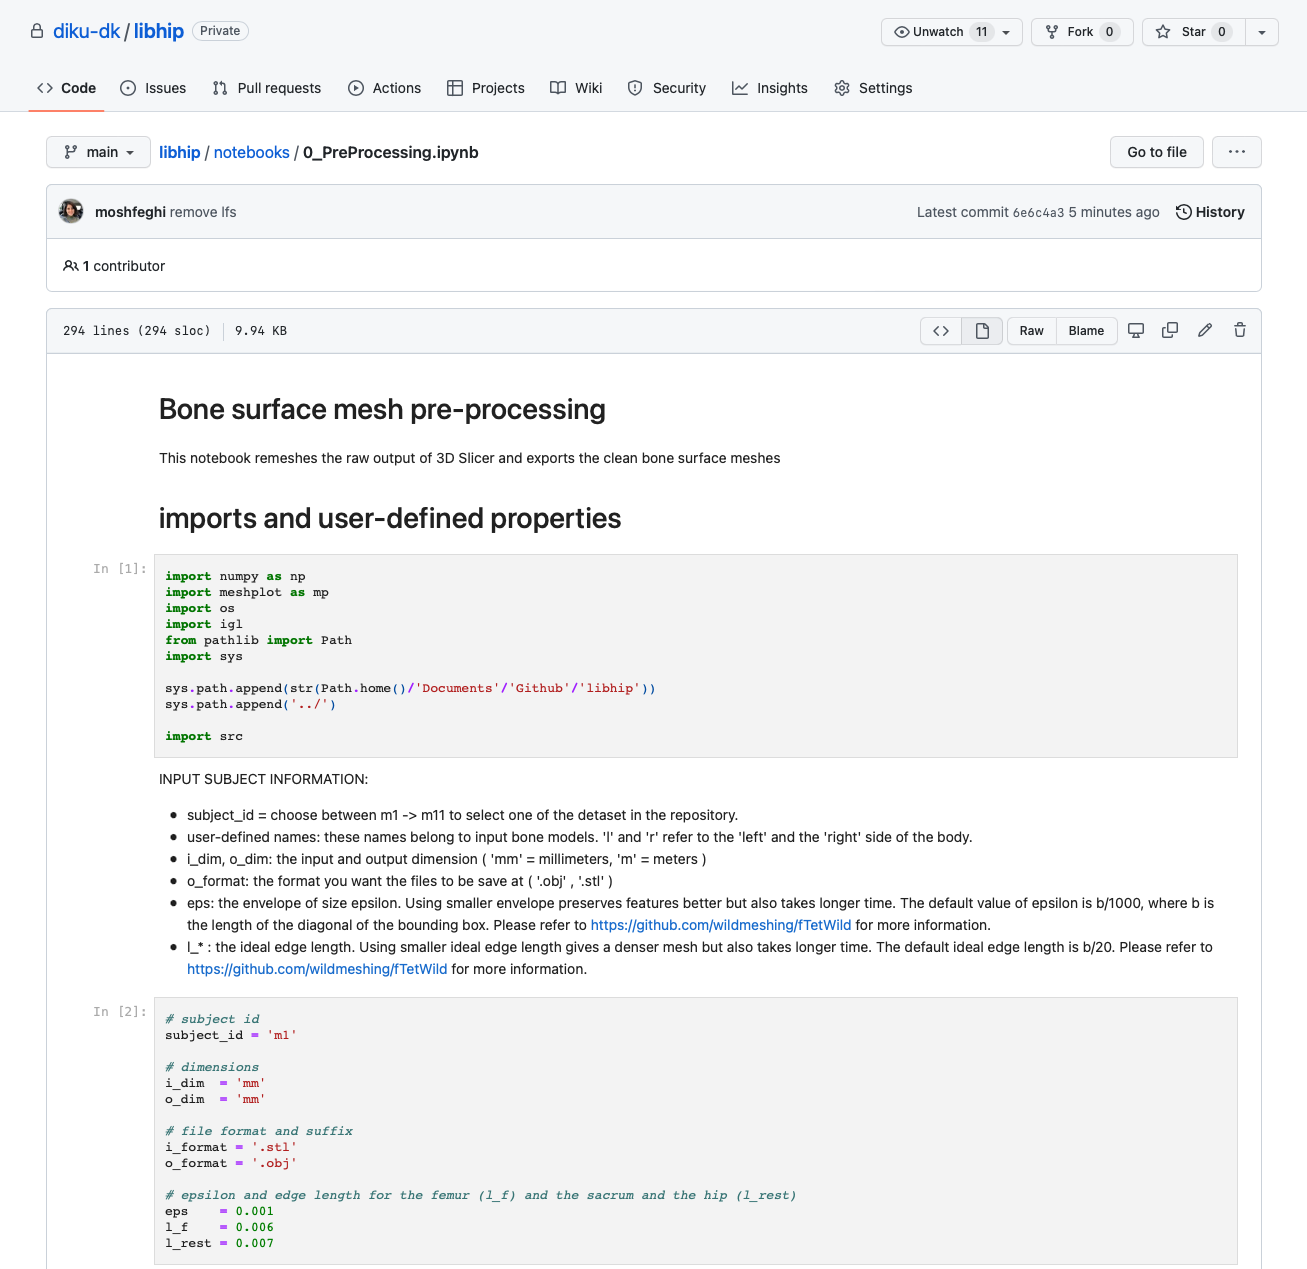 diku-dk / libhip Private
Unwatch 11 Fork 0 Star 0
Code Issues Pull requests Actions Projects Wiki Security Insights Settings
main libhip / notebooks / 0_PreProcessing.ipynb Go to file ...
moshfeghi remove lfs Latest commit 6e6c4a3 5 minutes ago History
1 contributor
294 lines (294 sloc) 9.94 KB <> Raw Blame
Bone surface mesh pre-processing
This notebook remeshes the raw output of 3D Slicer and exports the clean bone surface meshes
imports and user-defined properties
In [1]:
import numpy as np
import meshplot as mp
import os
import igl
from pathlib import Path
import sys
sys.path.append(str(Path.home()/'Documents'/'Github'/'libhip'))
sys.path.append('../')
import src
INPUT SUBJECT INFORMATION:
• subject_id = choose between m1 -> m11 to select one of the detaset in the repository.
• user-defined names: these names belong to input bone models. 'l' and 'r' refer to the 'left' and the 'right' side of the body.
• i_dim, o_dim: the input and output dimension ( 'mm' = millimeters, 'm' = meters )
• o_format: the format you want the files to be save at ( '.obj' , '.stl' )
• eps: the envelope of size epsilon. Using smaller envelope preserves features better but also takes longer time. The default value of epsilon is b/1000, where b is
the length of the diagonal of the bounding box. Please refer to https://github.com/wildmeshing/fTetWild for more information.
• l_* : the ideal edge length. Using smaller ideal edge length gives a denser mesh but also takes longer time. The default ideal edge length is b/20. Please refer to
https://github.com/wildmeshing/fTetWild for more information.
In [2]:
# subject id
subject_id = 'm1'
# dimensions
i_dim = 'mm'
o_dim = 'mm'
# file format and suffix
i_format = '.stl'
o_format = '.obj'
# epsilon and edge length for the femur (l_f) and the sacrum and the hip (l_rest)
eps = 0.001
l_f = 0.006
l_rest = 0.007